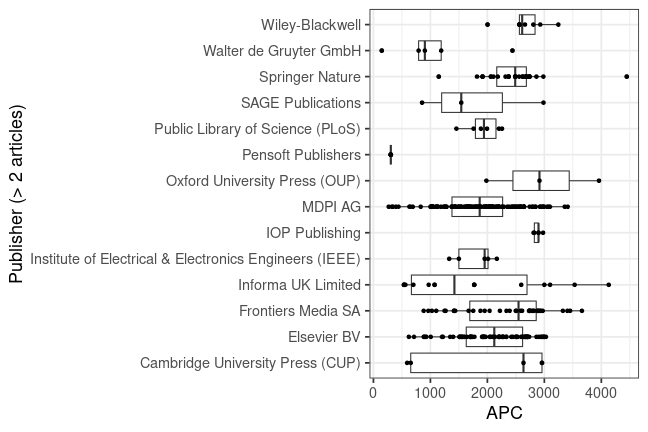 Publisher (> 2 articles)
Wiley-Blackwell
Walter de Gruyter GmbH
Springer Nature
SAGE Publications
Public Library of Science (PLoS)
Pensoft Publishers
Oxford University Press (OUP)
MDPI AG
IOP Publishing
Institute of Electrical & Electronics Engineers (IEEE)
Informa UK Limited
Frontiers Media SA
Elsevier BV
Cambridge University Press (CUP)
0 1000 2000 3000 4000
APC